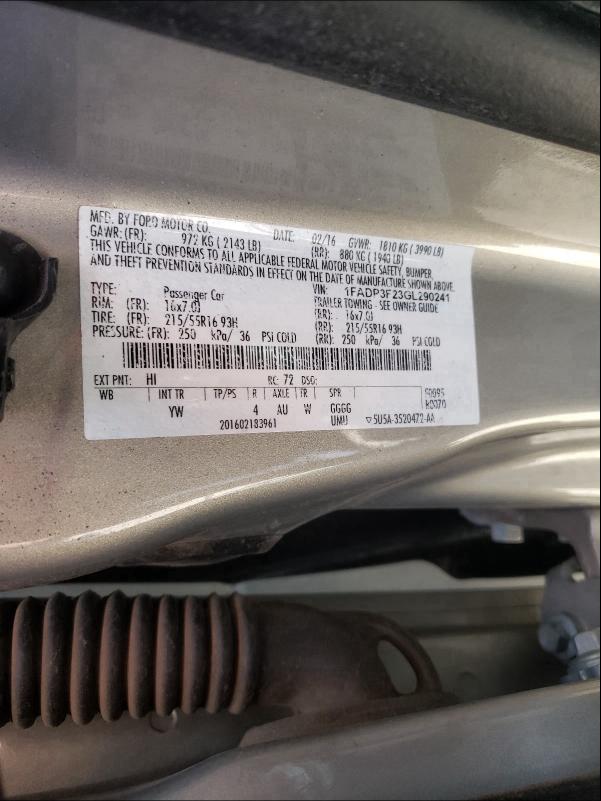 MFD. BY FORD MOTOR CO.
DATE: 02/16 GVWR: 1810 KG ( 3990 LB)
GAWR: (FR): 972 KG ( 2143 LB) (RR): 880 KG ( 1940 LB)
THIS VEHICLE CONFORMS TO ALL APPLICABLE FEDERAL MOTOR VEHICLE SAFETY, BUMPER
AND THEFT PREVENTION STANDARDS IN EFFECT ON THE DATE OF MANUFACTURE SHOWN ABOVE.
VIN: 1FADP3F23GL290241
TYPE: Passenger Car TRAILER TOWING - SEE OWNER GUIDE
RIM: (FR): 16x7.0J (RR): 16x7.0J
TIRE: (FR): 215/55R16 93H (RR): 215/55R16 93H
PRESSURE: (FR): 250 kPa/ 36 PSI COLD (RR): 250 kPa/ 36 PSI COLD
EXT PNT: HI RC: 72 DSO:
WB INT TR TP/PS R AXLE TR SPR
YW 4 AU W GGGG
201602183961 UMU ▽5U5A-3520472-AA